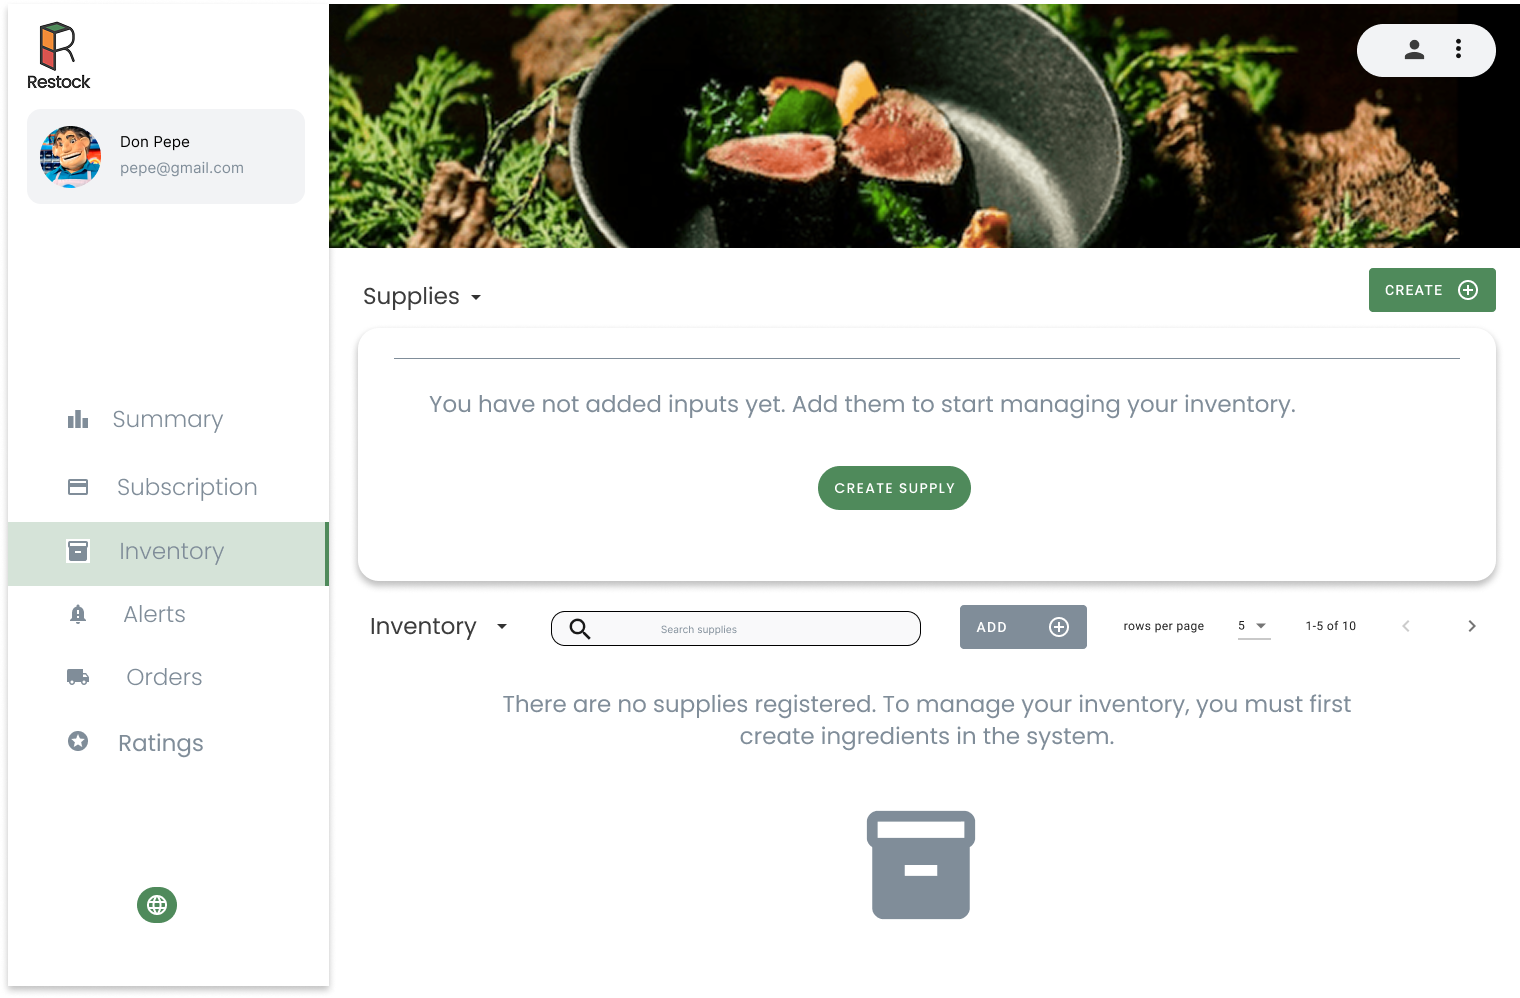 Restock
Don Pepe
pepe@gmail.com
Summary
Subscription
Inventory
Alerts
Orders
Ratings
Supplies
CREATE
You have not added inputs yet. Add them to start managing your inventory.
CREATE SUPPLY
Inventory
Search supplies
ADD
rows per page
5
1-5 of 10
There are no supplies registered. To manage your inventory, you must first
create ingredients in the system.